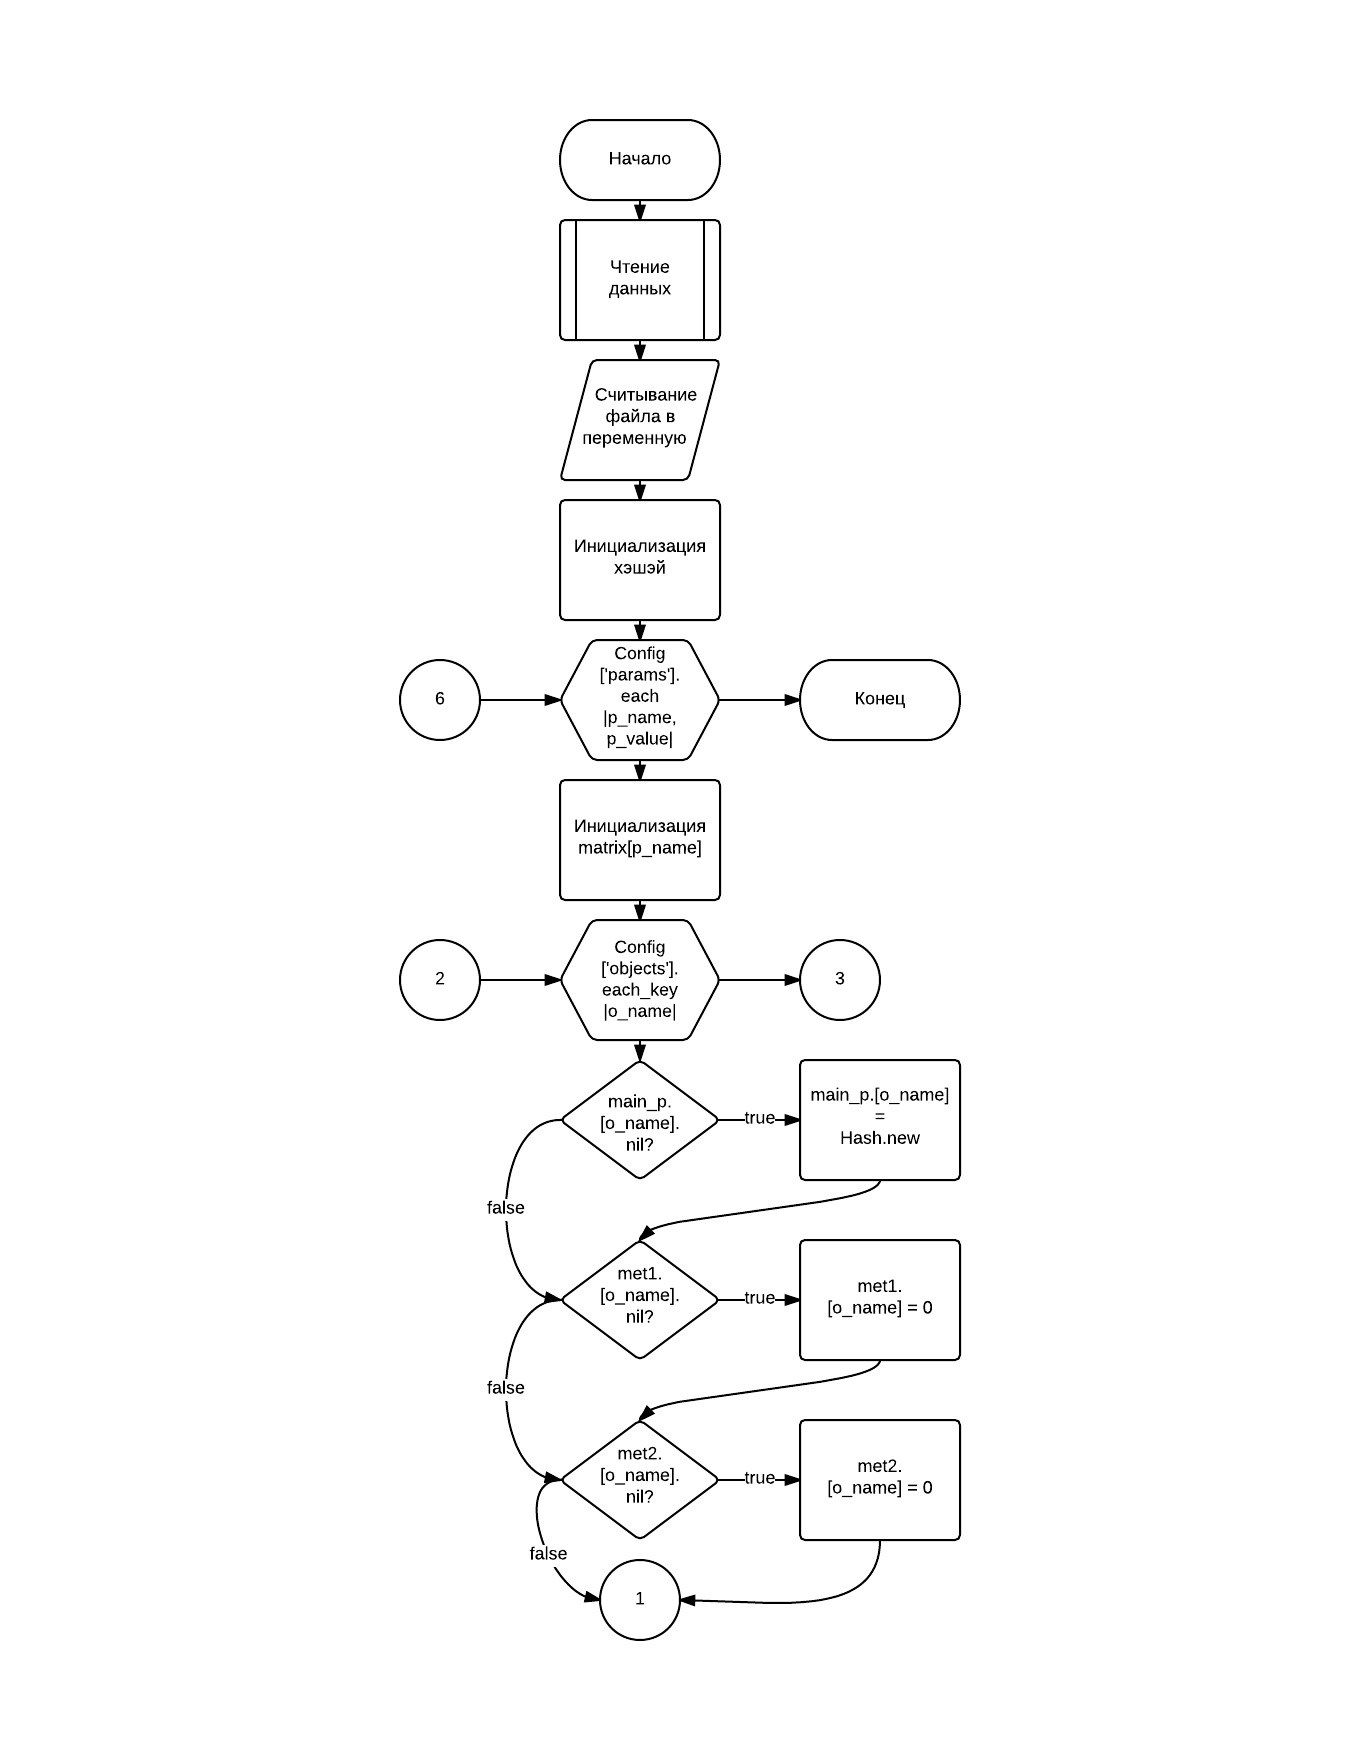 Начало
Чтение
данных
Считывание
файла в
переменную
Инициализация
хэшэй
6
Config
['params'].
each
|p_name,
p_value|
Конец
Инициализация
matrix[p_name]
2
Config
['objects'].
each_key
|o_name|
3
main_p.
[o_name].
nil?
true
main_p.[o_name]
=
Hash.new
false
met1.
[o_name].
nil?
true
met1.
[o_name] = 0
false
met2.
[o_name].
nil?
true
met2.
[o_name] = 0
false
1